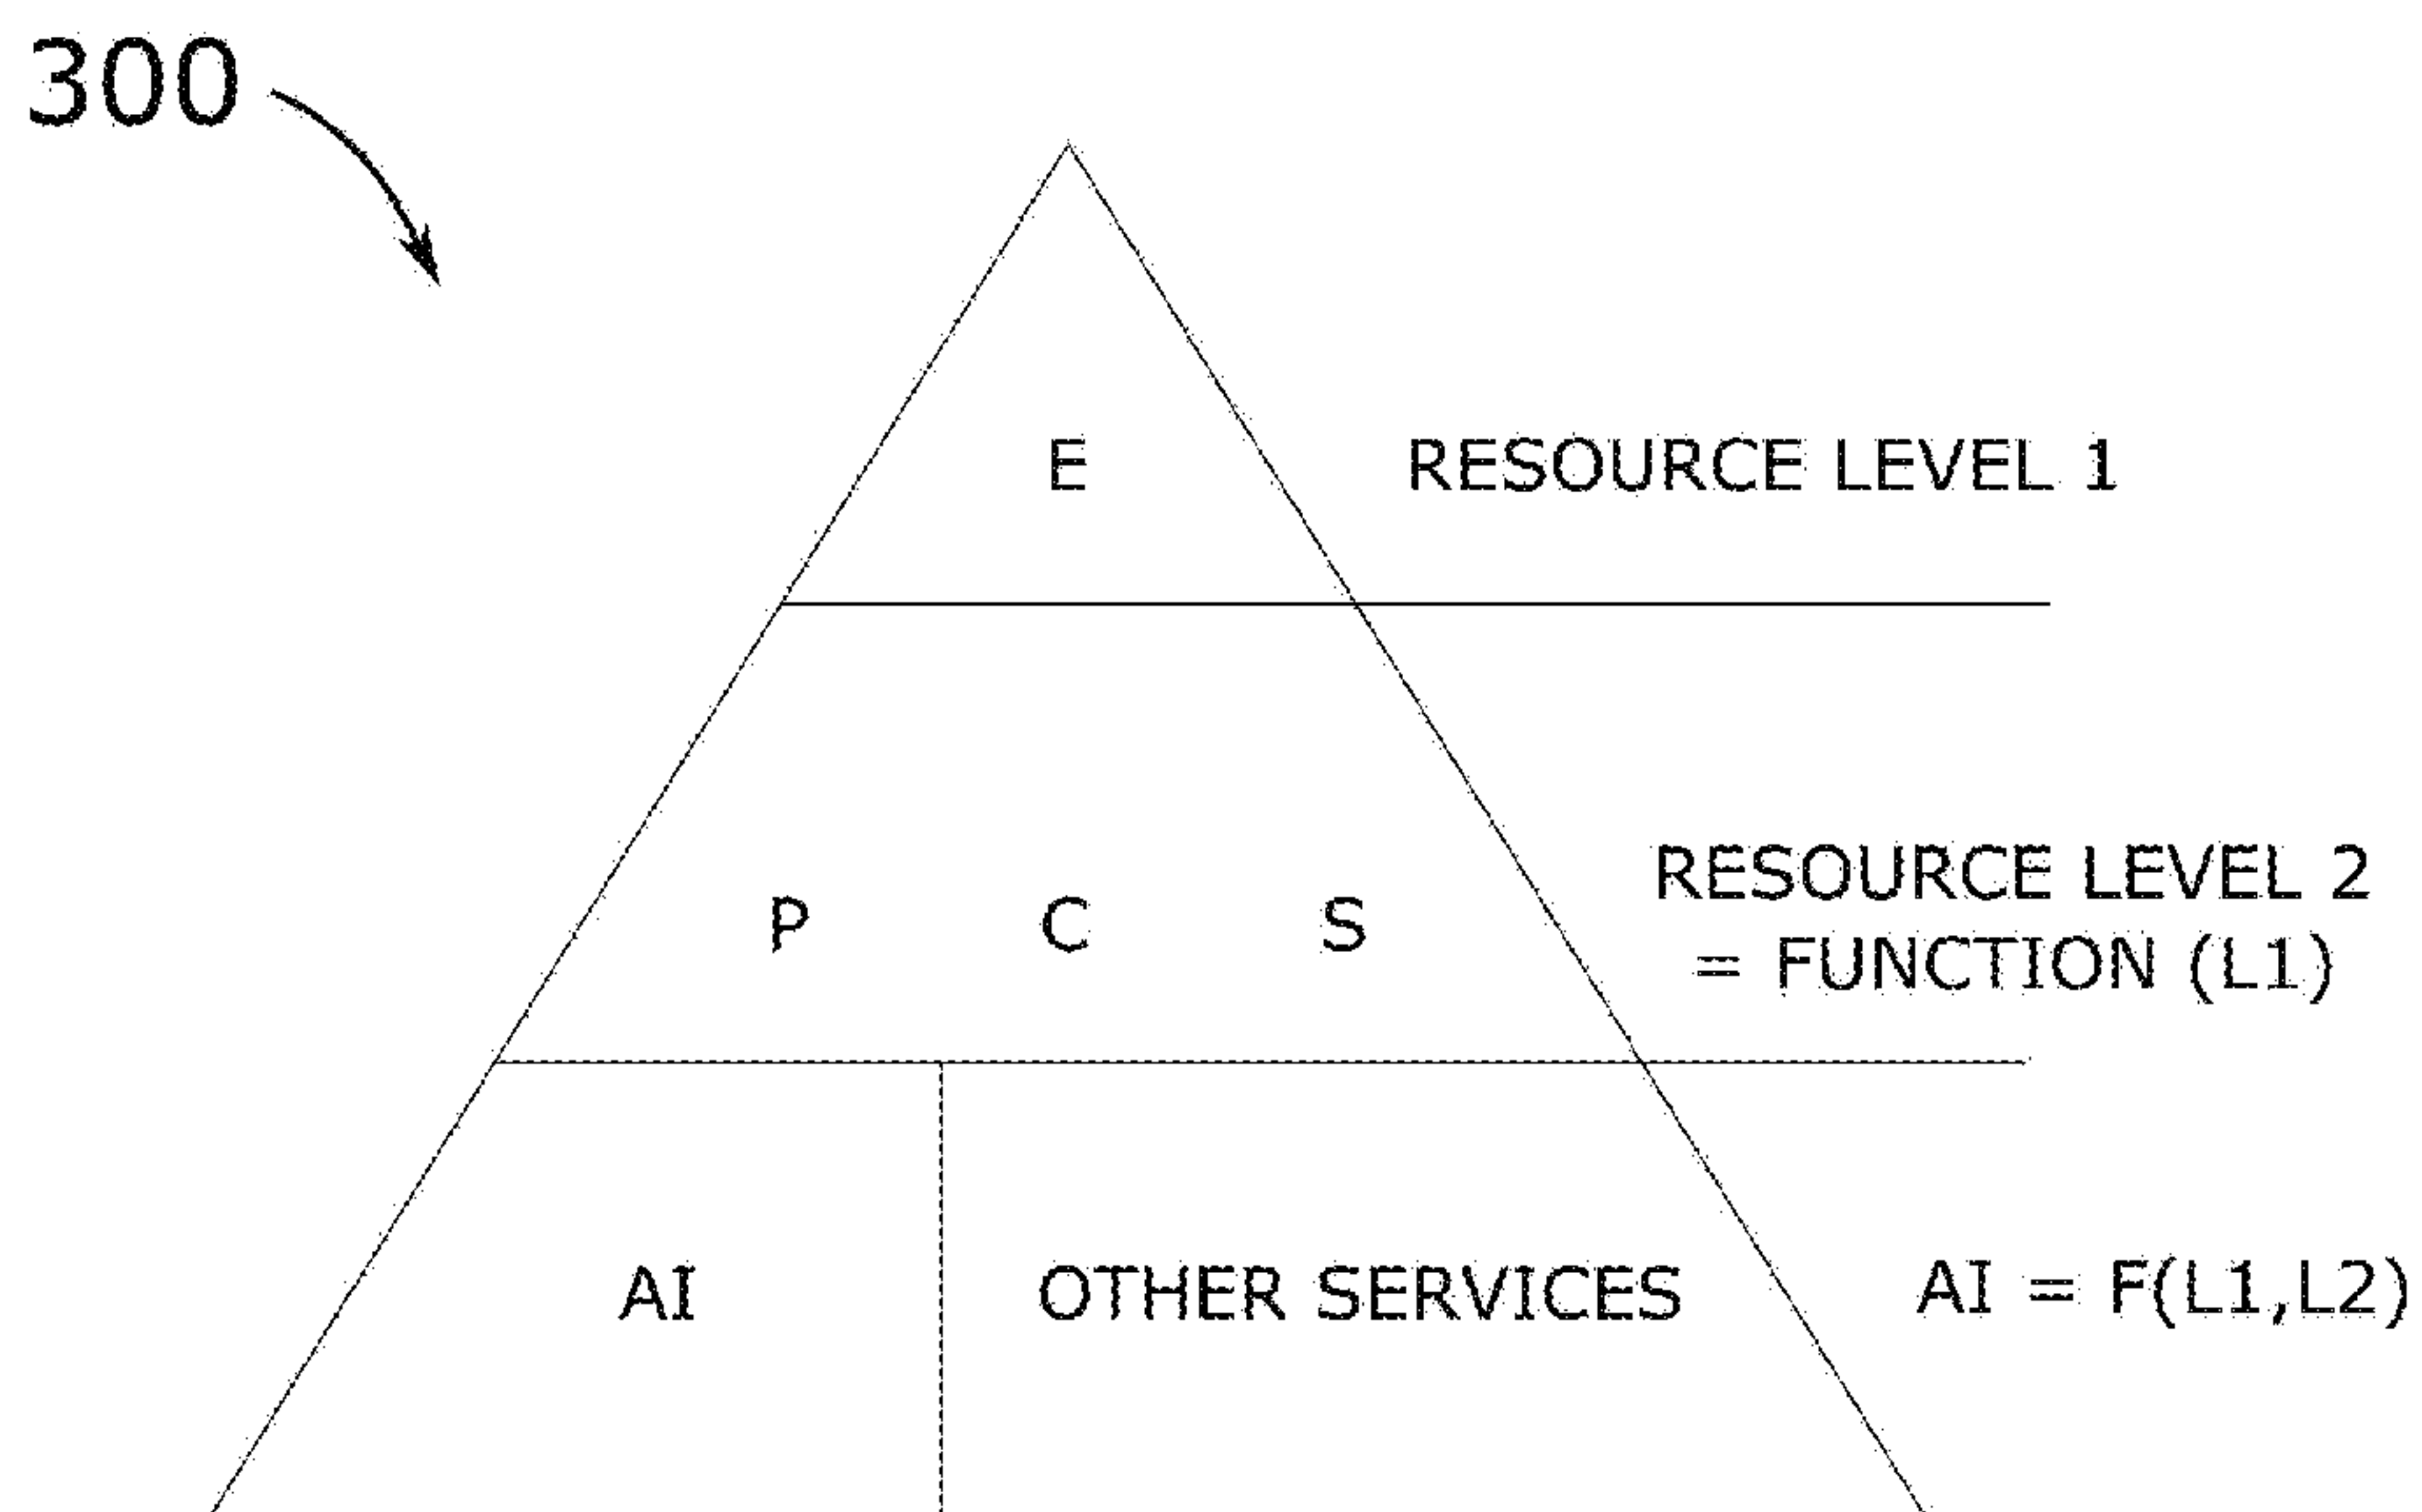 300
E RESOURCE LEVEL 1
RESOURCE LEVEL 2
P C S
= FUNCTION (L1)
AI OTHER SERVICES AI = F(L1,L2)